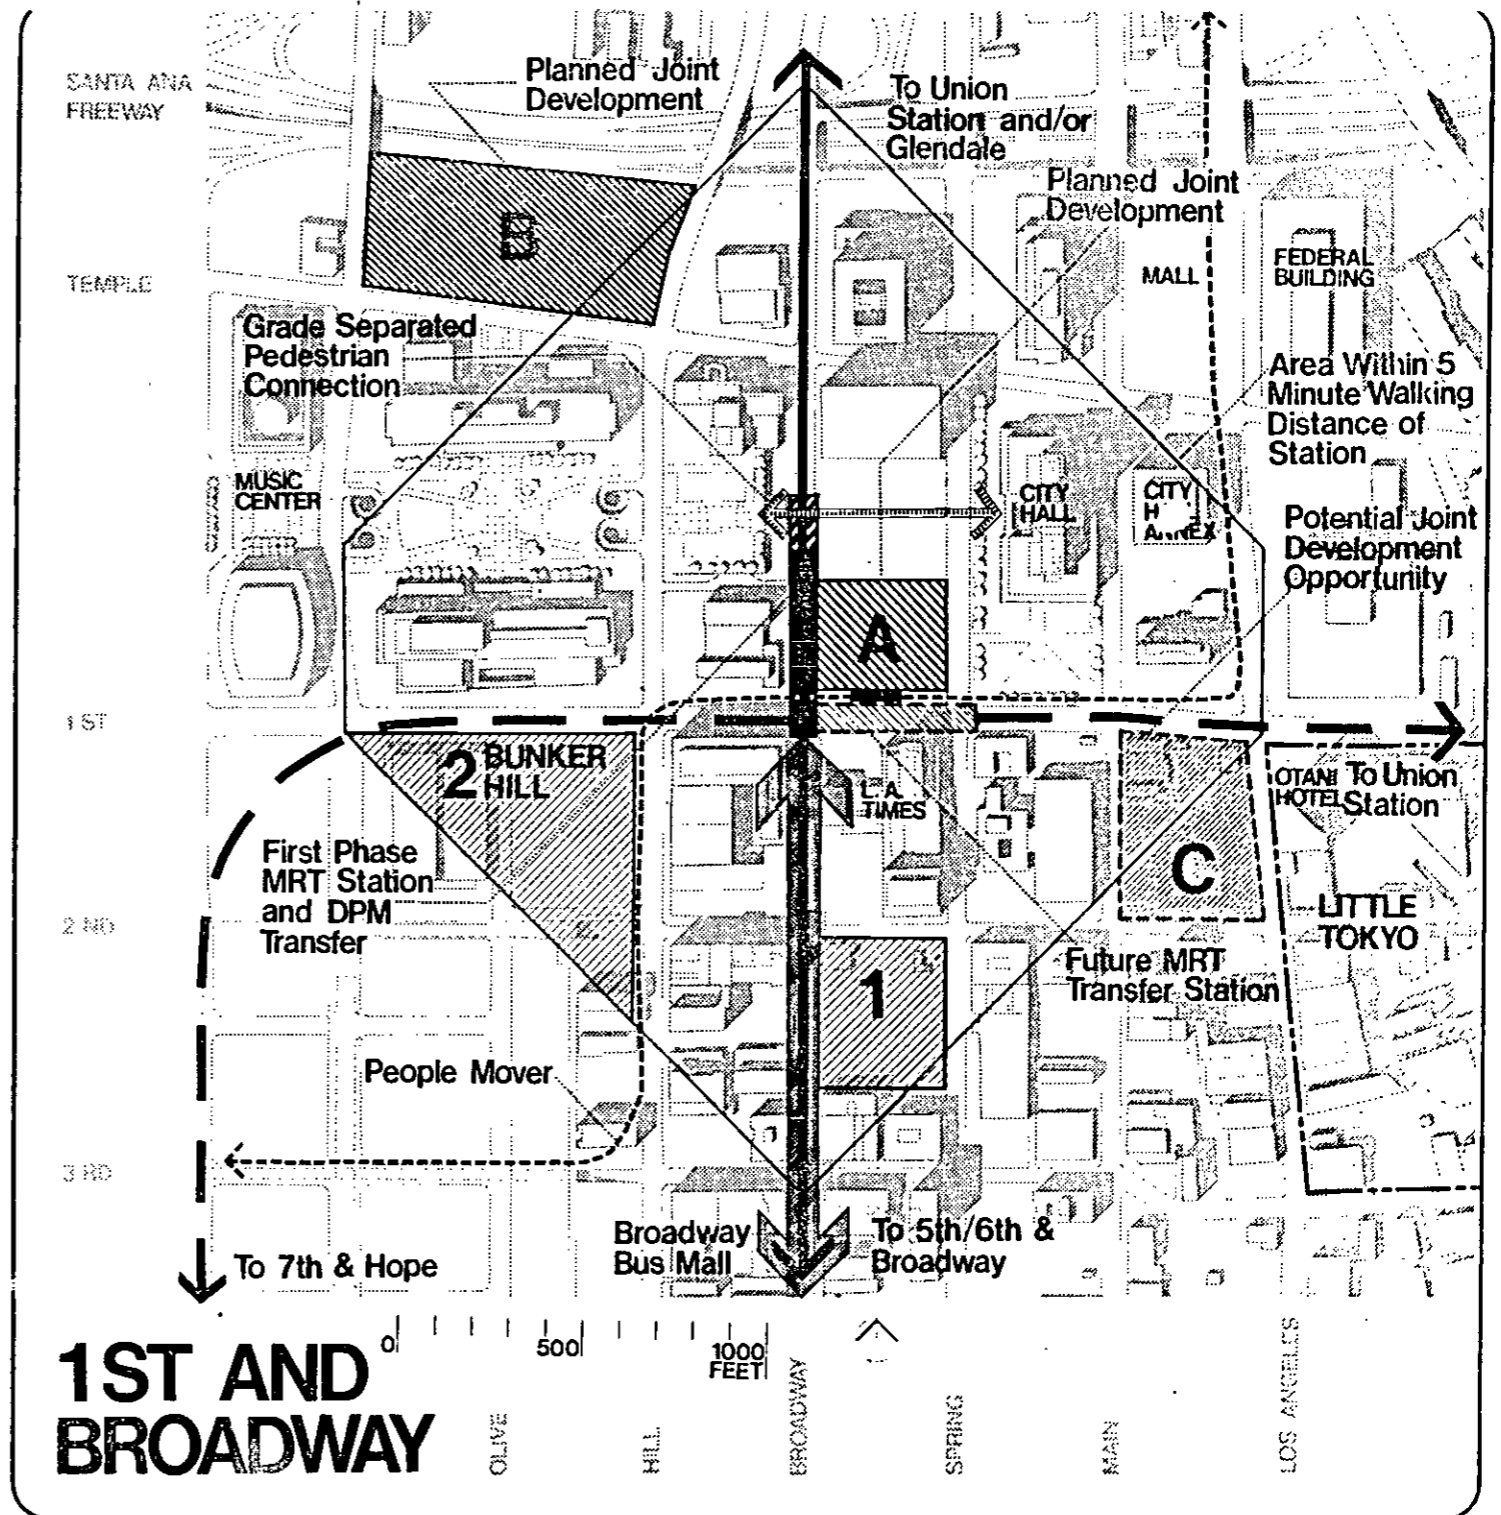 Planned Joint
Development
SANTA ANA
FREEWAY
To Union
Station and/or
Glendale
Planned Joint
Development
B
MALL
FEDERAL
BUILDING
TEMPLE
Grade Separated
Pedestrian
Connection
Area Within 5
Minute Walking
Distance of
Station
MUSIC
CENTER
CITY
HALL
CITY
H
ANNEX
Potential Joint
Development
Opportunity
A
1 ST
2 BUNKER
HILL
L. A.
TIMES
OTANI
HOTEL
To Union
Station
First Phase
MRT Station
and DPM
Transfer
C
LITTLE
TOKYO
2 ND
Future MRT
Transfer Station
1
People Mover
3 RD
Broadway
Bus Mall
To 5th/6th &
Broadway
To 7th & Hope
0 500 1000
FEET
1ST AND
BROADWAY
OLIVE
HILL
BROADWAY
SPRING
MAIN
LOS ANGELES